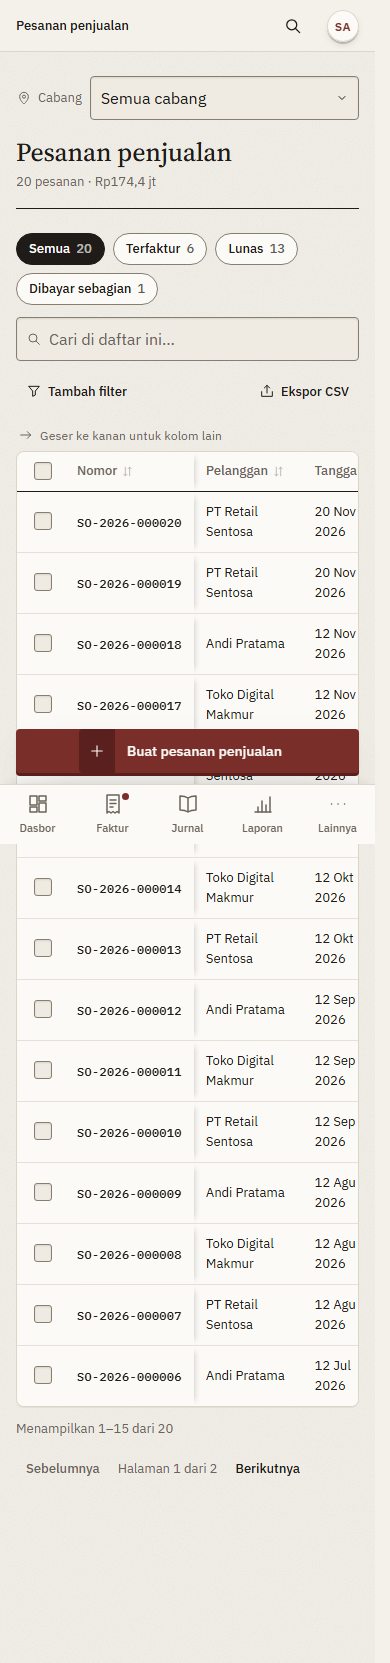 Pesanan penjualan
SA
Cabang
Semua cabang
Pesanan penjualan
20 pesanan · Rp174,4 jt
Semua 20
Terfaktur 6
Lunas 13
Dibayar sebagian 1
Cari di daftar ini...
Tambah filter
Ekspor CSV
→ Geser ke kanan untuk kolom lain
Nomor
Pelanggan
Tangga
SO-2026-000020
PT Retail
Sentosa
20 Nov
2026
SO-2026-000019
PT Retail
Sentosa
20 Nov
2026
SO-2026-000018
Andi Pratama
12 Nov
2026
SO-2026-000017
Toko Digital
Makmur
12 Nov
2026
+ Buat pesanan penjualan
Sentosa
2026
Dasbor
Faktur
Jurnal
Laporan
Lainnya
SO-2026-000014
Toko Digital
Makmur
12 Okt
2026
SO-2026-000013
PT Retail
Sentosa
12 Okt
2026
SO-2026-000012
Andi Pratama
12 Sep
2026
SO-2026-000011
Toko Digital
Makmur
12 Sep
2026
SO-2026-000010
PT Retail
Sentosa
12 Sep
2026
SO-2026-000009
Andi Pratama
12 Agu
2026
SO-2026-000008
Toko Digital
Makmur
12 Agu
2026
SO-2026-000007
PT Retail
Sentosa
12 Agu
2026
SO-2026-000006
Andi Pratama
12 Jul
2026
Menampilkan 1–15 dari 20
Sebelumnya
Halaman 1 dari 2
Berikutnya